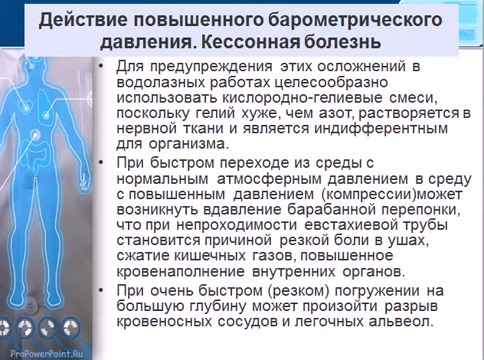 Действие повышенного барометрического
давления. Кессонная болезнь
• Для предупреждения этих осложнений в
водолазных работах целесообразно
использовать кислородно-гелиевые смеси,
поскольку гелий хуже, чем азот, растворяется в
нервной ткани и является индифферентным
для организма.
• При быстром переходе из среды с
нормальным атмосферным давлением в среду
с повышенным давлением (компрессии)может
возникнуть вдавление барабанной перепонки,
что при непроходимости евстахиевой трубы
становится причиной резкой боли в ушах,
сжатие кишечных газов, повышенное
кровенаполнение внутренних органов.
• При очень быстром (резком) погружении на
большую глубину может произойти разрыв
кровеносных сосудов и легочных альвеол.
ProPowerPoint.Ru